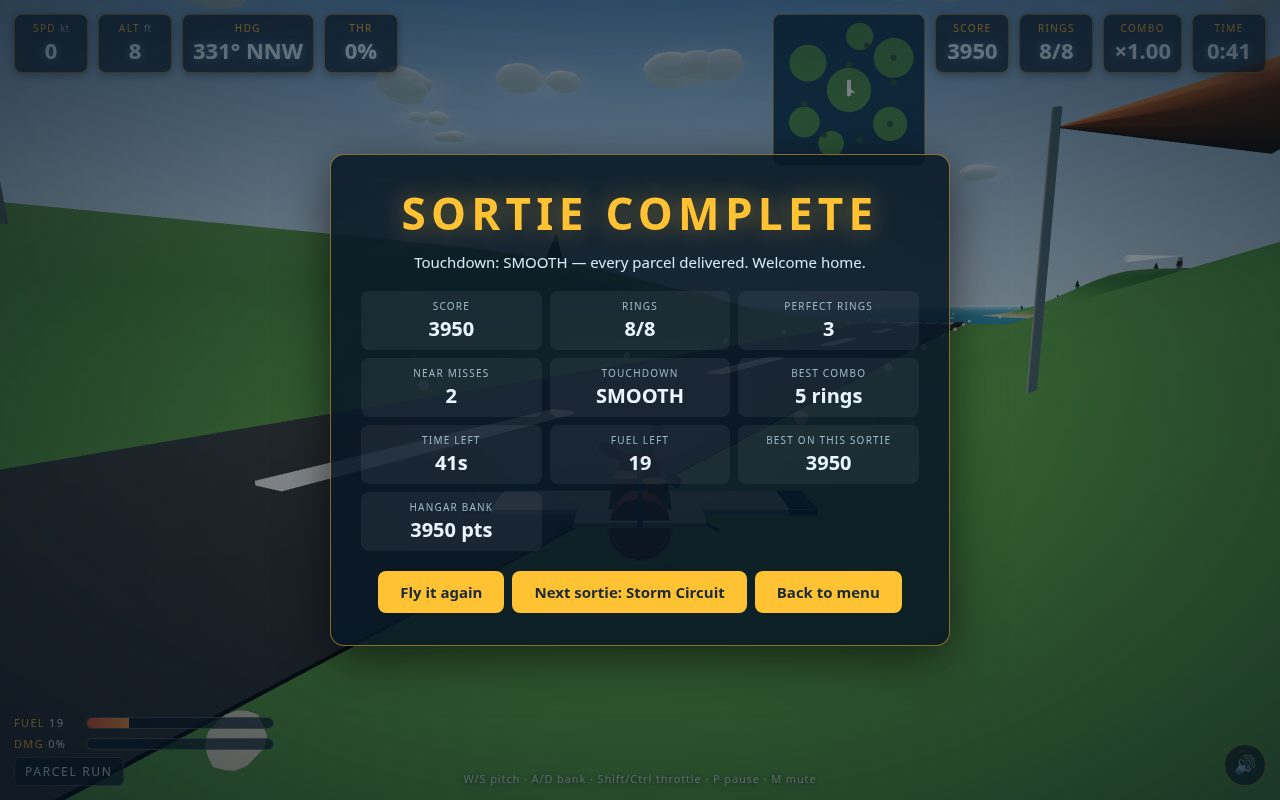 SPD kt
0
ALT ft
8
HDG
331° NNW
THR
0%
SCORE
3950
RINGS
8/8
COMBO
×1.00
TIME
0:41
SORTIE COMPLETE
Touchdown: SMOOTH — every parcel delivered. Welcome home.
SCORE
3950
RINGS
8/8
PERFECT RINGS
3
NEAR MISSES
2
TOUCHDOWN
SMOOTH
BEST COMBO
5 rings
TIME LEFT
41s
FUEL LEFT
19
BEST ON THIS SORTIE
3950
HANGAR BANK
3950 pts
Fly it again
Next sortie: Storm Circuit
Back to menu
FUEL 19
DMG 0%
PARCEL RUN
W/S pitch · A/D bank · Shift/Ctrl throttle · P pause · M mute